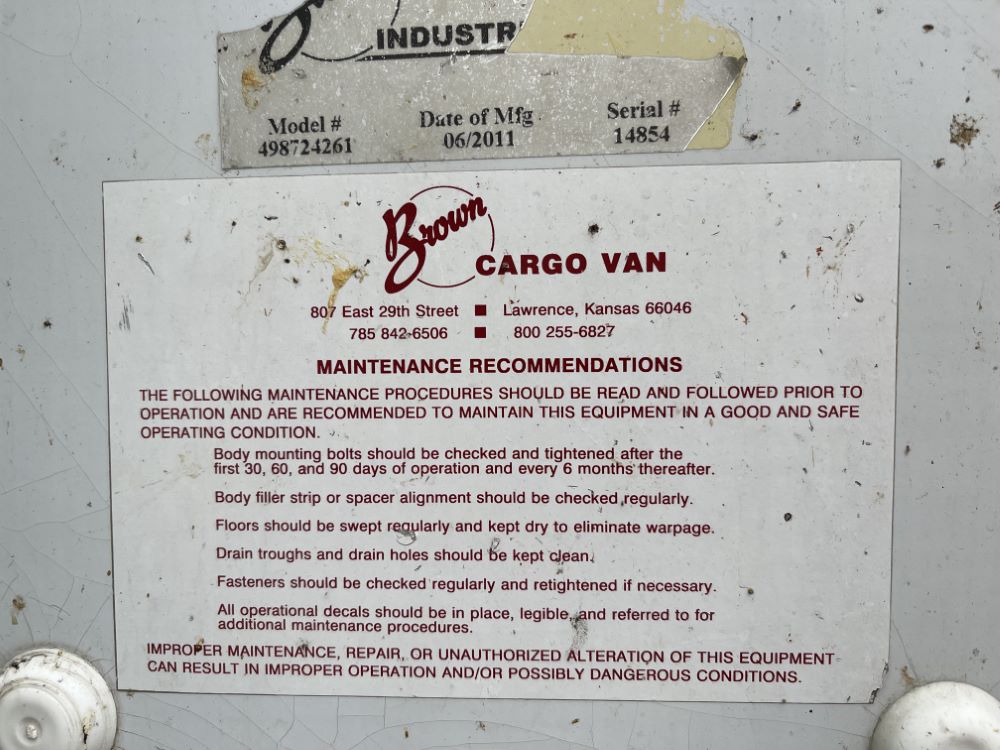 INDUSTR
Model # Date of Mfg Serial #
498724261 06/2011 14854
Brown
CARGO VAN
807 East 29th Street ■ Lawrence, Kansas 66046
785 842-6506 ■ 800 255-6827
MAINTENANCE RECOMMENDATIONS
THE FOLLOWING MAINTENANCE PROCEDURES SHOULD BE READ AND FOLLOWED PRIOR TO
OPERATION AND ARE RECOMMENDED TO MAINTAIN THIS EQUIPMENT IN A GOOD AND SAFE
OPERATING CONDITION.
Body mounting bolts should be checked and tightened after the
first 30, 60, and 90 days of operation and every 6 months thereafter.
Body filler strip or spacer alignment should be checked regularly.
Floors should be swept regularly and kept dry to eliminate warpage.
Drain troughs and drain holes should be kept clean.
Fasteners should be checked regularly and retightened if necessary.
All operational decals should be in place, legible, and referred to for
additional maintenance procedures.
IMPROPER MAINTENANCE, REPAIR, OR UNAUTHORIZED ALTERATION OF THIS EQUIPMENT
CAN RESULT IN IMPROPER OPERATION AND/OR POSSIBLY DANGEROUS CONDITIONS.